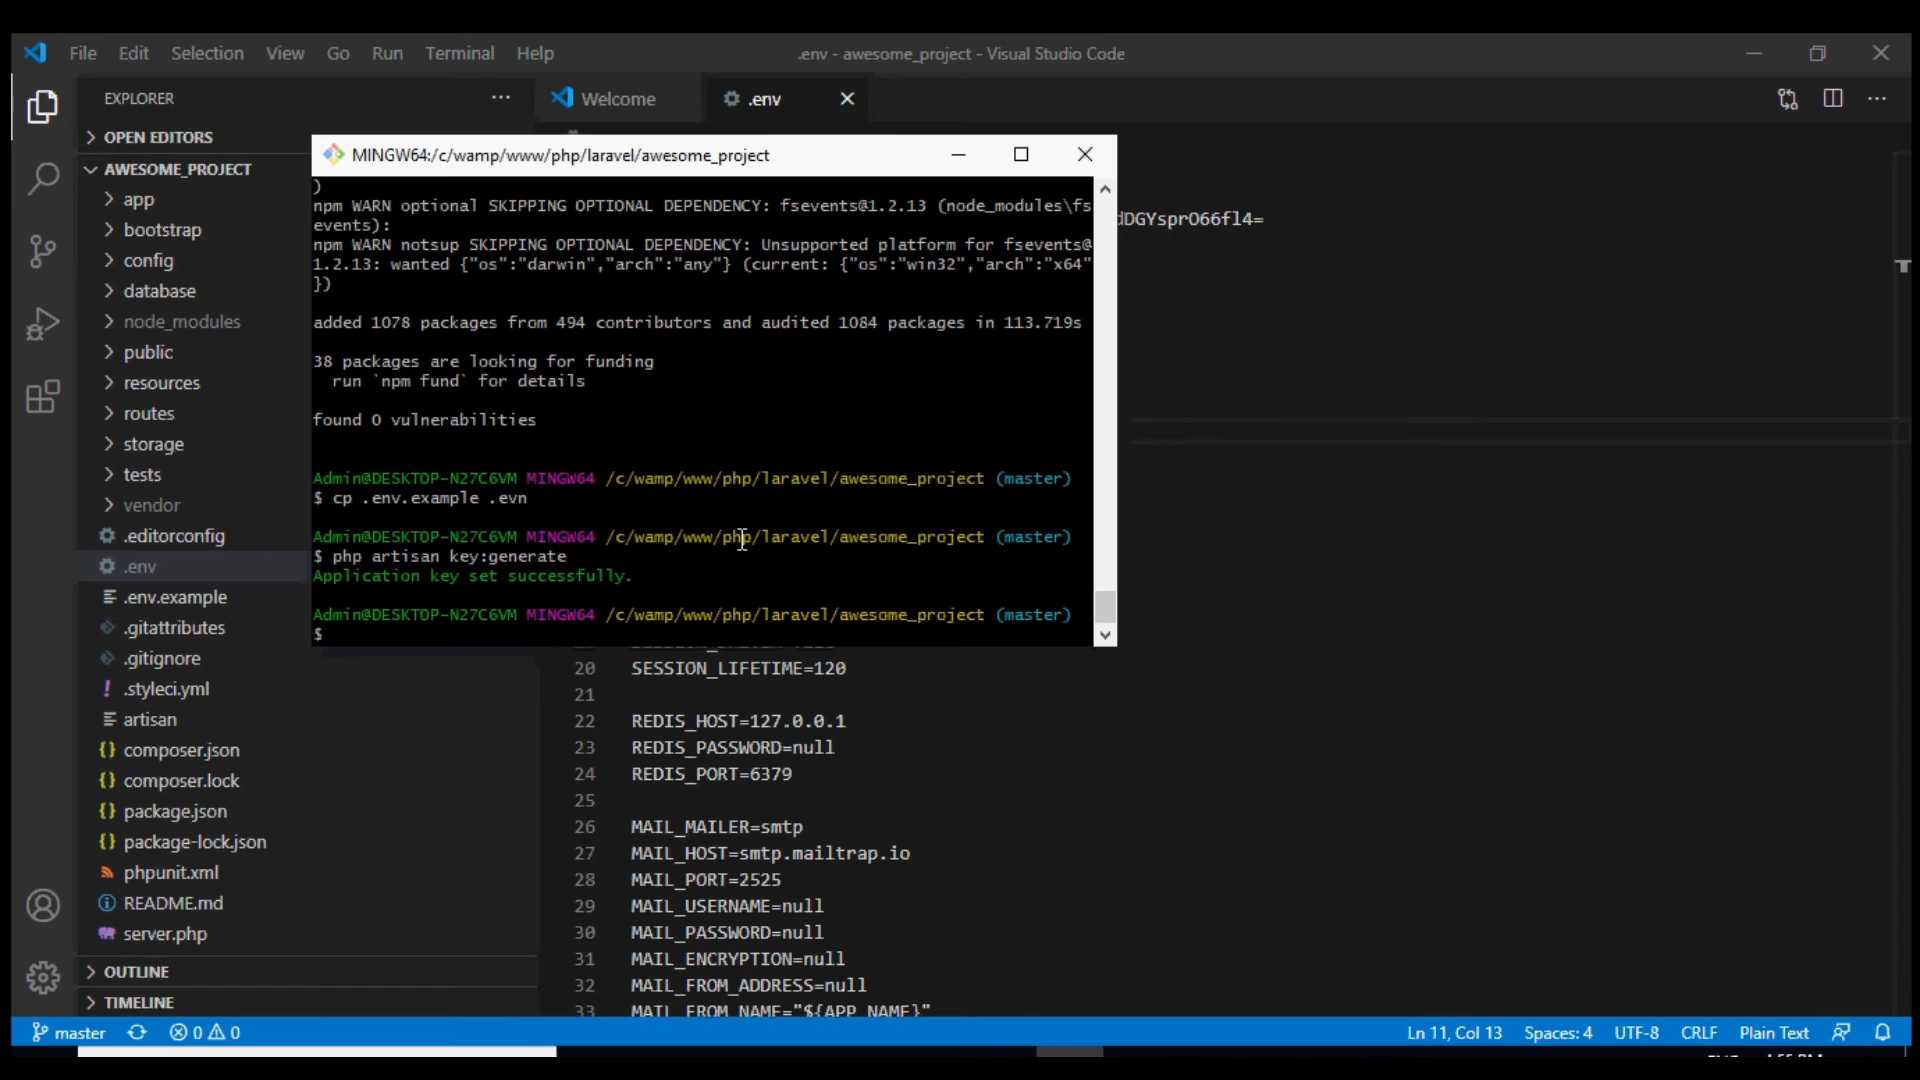 File Edit Selection View Go Run Terminal Help
.env - awesome_project - Visual Studio Code
EXPLORER
Welcome
.env
OPEN EDITORS
AWESOME_PROJECT
app
bootstrap
config
database
node_modules
public
resources
routes
storage
tests
vendor
.editorconfig
.env
.env.example
.gitattributes
.gitignore
.styleci.yml
artisan
composer.json
composer.lock
package.json
package-lock.json
phpunit.xml
README.md
server.php
OUTLINE
TIMELINE
MINGW64:/c/wamp/www/php/laravel/awesome_project
)
npm WARN optional SKIPPING OPTIONAL DEPENDENCY: fsevents@1.2.13 (node_modules\fs
events):
npm WARN notsup SKIPPING OPTIONAL DEPENDENCY: Unsupported platform for fsevents@
1.2.13: wanted {"os":"darwin","arch":"any"} (current: {"os":"win32","arch":"x64"
})
added 1078 packages from 494 contributors and audited 1084 packages in 113.719s
38 packages are looking for funding
run `npm fund` for details
found 0 vulnerabilities
Admin@DESKTOP-N27C6VM MINGW64 /c/wamp/www/php/laravel/awesome_project (master)
$ cp .env.example .evn
Admin@DESKTOP-N27C6VM MINGW64 /c/wamp/www/php/laravel/awesome_project (master)
$ php artisan key:generate
Application key set successfully.
Admin@DESKTOP-N27C6VM MINGW64 /c/wamp/www/php/laravel/awesome_project (master)
$
dDGYsprO66fl4=
20 SESSION_LIFETIME=120
21
22 REDIS_HOST=127.0.0.1
23 REDIS_PASSWORD=null
24 REDIS_PORT=6379
25
26 MAIL_MAILER=smtp
27 MAIL_HOST=smtp.mailtrap.io
28 MAIL_PORT=2525
29 MAIL_USERNAME=null
30 MAIL_PASSWORD=null
31 MAIL_ENCRYPTION=null
32 MAIL_FROM_ADDRESS=null
33 MAIL_FROM_NAME="${APP_NAME}"
master 0 0
Ln 11, Col 13 Spaces: 4 UTF-8 CRLF Plain Text